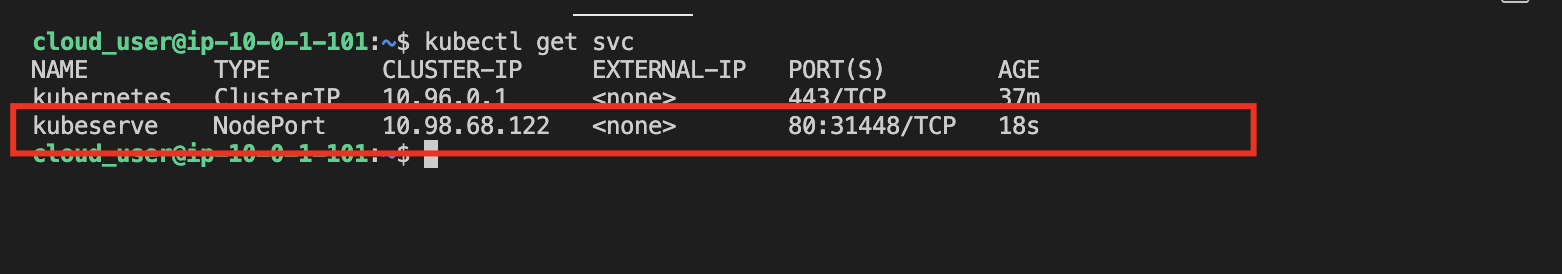 cloud_user@ip-10-0-1-101:~$ kubectl get svc
NAME TYPE CLUSTER-IP EXTERNAL-IP PORT(S) AGE
kubernetes ClusterIP 10.96.0.1 <none> 443/TCP 37m
kubeserve NodePort 10.98.68.122 <none> 80:31448/TCP 18s
cloud_user@ip-10-0-1-101:~$